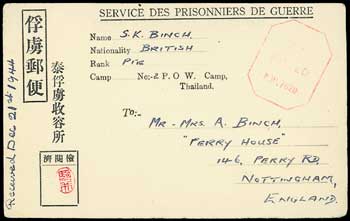 SERVICE DES PRISONNIERS DE GUERRE
俘虜郵便
泰俘虜收容所
檢閱濟
Received Dec 21st 1944
Name S.K. BINCH.
Nationality BRITISH
Rank Pte
Camp No:-2 P. O. W. Camp,
Thailand.
To:-
MR. MRS A. BINCH,
"PERRY HOUSE"
146, PERRY RD,
NOTTINGHAM,
ENGLAND.